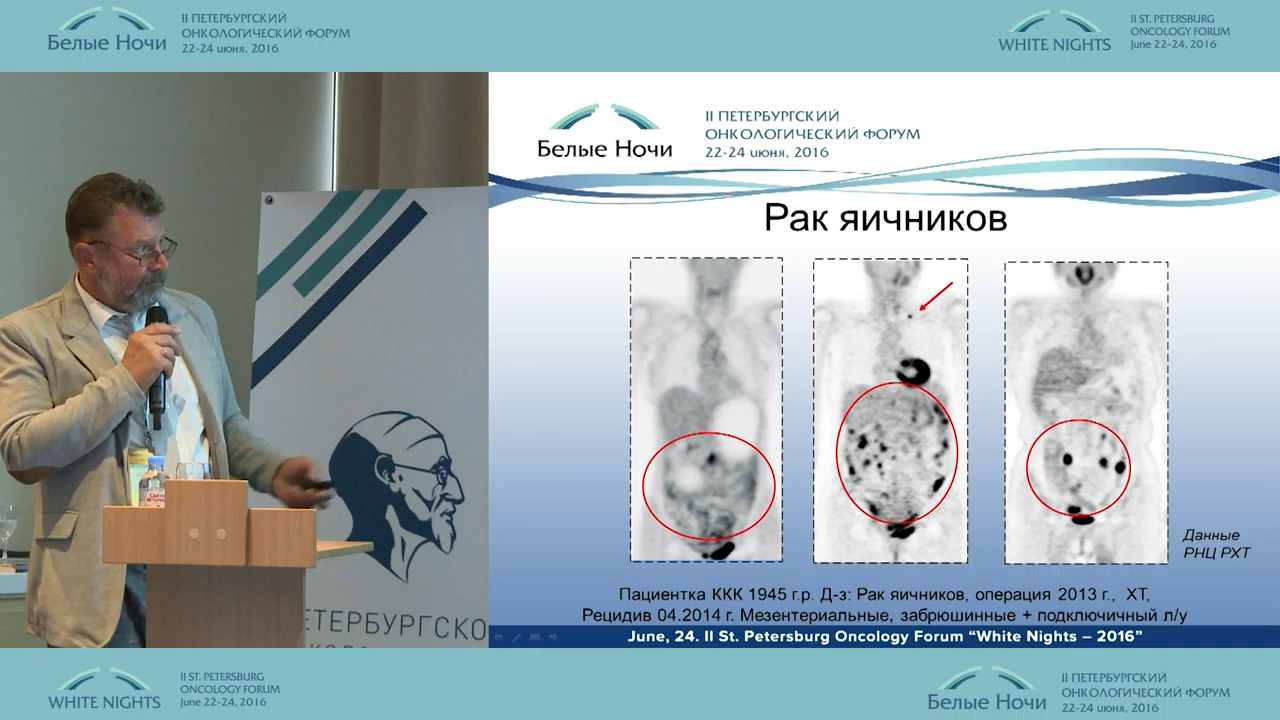 Белые Ночи
II ПЕТЕРБУРГСКИЙ
ОНКОЛОГИЧЕСКИЙ ФОРУМ
22-24 июня, 2016
WHITE NIGHTS
II ST. PETERSBURG
ONCOLOGY FORUM
June 22-24, 2016
Белые Ночи
II ПЕТЕРБУРГСКИЙ
ОНКОЛОГИЧЕСКИЙ ФОРУМ
22-24 июня, 2016
Рак яичников
Данные
РНЦ РХТ
Пациентка ККК 1945 г.р. Д-з: Рак яичников, операция 2013 г., ХТ,
Рецидив 04.2014 г. Мезентериальные, забрюшинные + подключичный л/у
June, 24. II St. Petersburg Oncology Forum “White Nights – 2016”
ЕТЕРБУРГСКО
WHITE NIGHTS
II ST. PETERSBURG
ONCOLOGY FORUM
June 22-24, 2016
Белые Ночи
II ПЕТЕРБУРГСКИЙ
ОНКОЛОГИЧЕСКИЙ ФОРУМ
22-24 июня, 2016